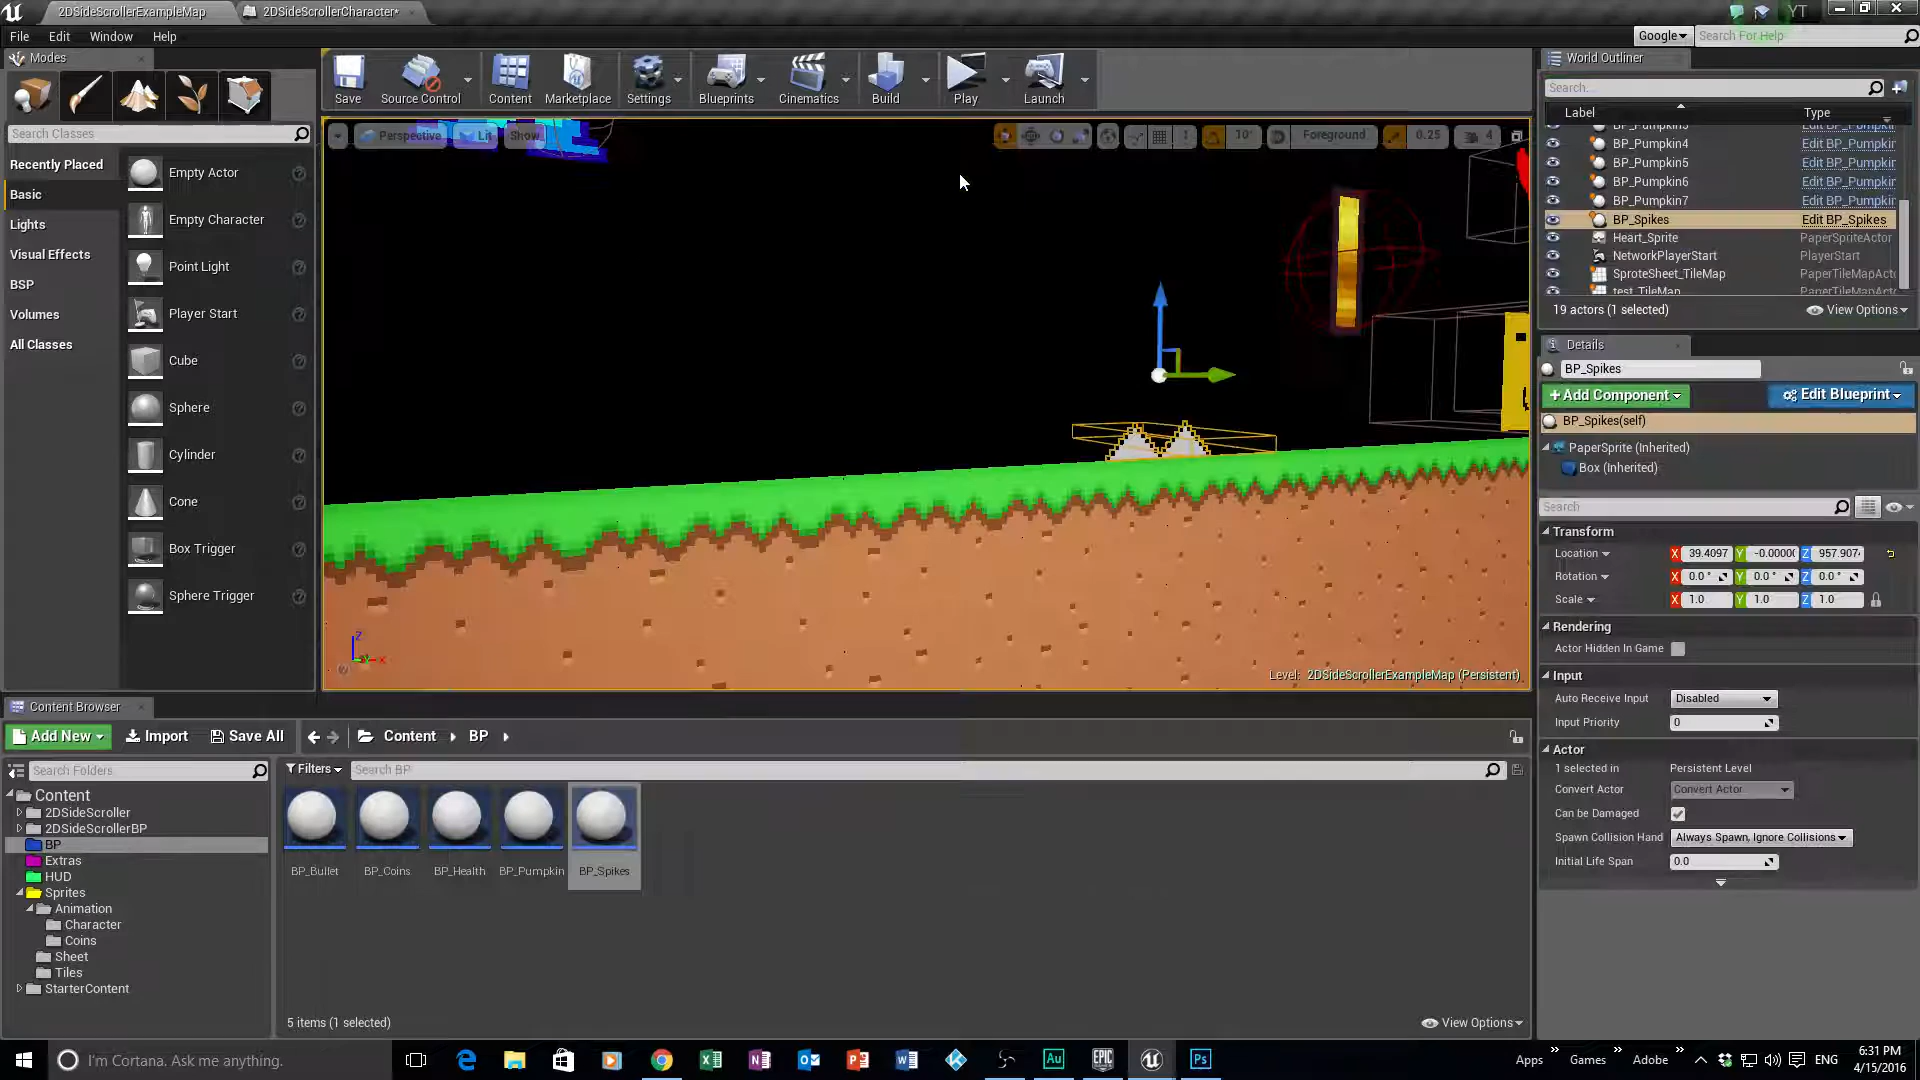 2DSideScrollerExampleMap
2DSideScrollerCharacter*
YT
File Edit Window Help
Google
Search For Help
Modes
Search Classes
Recently Placed
Basic
Lights
Visual Effects
BSP
Volumes
All Classes
Empty Actor
Empty Character
Point Light
Player Start
Cube
Sphere
Cylinder
Cone
Box Trigger
Sphere Trigger
Save
Source Control
Content
Marketplace
Settings
Blueprints
Cinematics
Build
Play
Launch
Perspective
Lit
Show
1
10°
Foreground
0.25
4
Z
X
Level: 2DSideScrollerExampleMap (Persistent)
World Outliner
Search...
Label Type
BP_Pumpkin3 Edit BP_Pumpkin
BP_Pumpkin4 Edit BP_Pumpkin
BP_Pumpkin5 Edit BP_Pumpkin
BP_Pumpkin6 Edit BP_Pumpkin
BP_Pumpkin7 Edit BP_Pumpkin
BP_Spikes Edit BP_Spikes
Heart_Sprite PaperSpriteActor
NetworkPlayerStart PlayerStart
SproteSheet_TileMap PaperTileMapActo
test_TileMap PaperTileMapActo
19 actors (1 selected)
View Options
Details
BP_Spikes
+Add Component
Edit Blueprint
BP_Spikes(self)
PaperSprite (Inherited)
Box (Inherited)
Search
Transform
Location X 39.4097 Y -0.0000 Z 957.907
Rotation X 0.0 ° Y 0.0 ° Z 0.0 °
Scale X 1.0 Y 1.0 Z 1.0
Rendering
Actor Hidden In Game
Input
Auto Receive Input Disabled
Input Priority 0
Actor
1 selected in Persistent Level
Convert Actor Convert Actor
Can be Damaged
Spawn Collision Hand Always Spawn, Ignore Collisions
Initial Life Span 0.0
Content Browser
Add New
Import
Save All
Content
BP
Search Folders
Filters
Search BP
Content
2DSideScroller
2DSideScrollerBP
BP
Extras
HUD
Sprites
Animation
Character
Coins
Sheet
Tiles
StarterContent
BP_Bullet
BP_Coins
BP_Health
BP_Pumpkin
BP_Spikes
5 items (1 selected)
View Options
I'm Cortana. Ask me anything.
Au
EPIC
GAMES
Ps
Apps
Games
Adobe
ENG
6:31 PM
4/15/2016